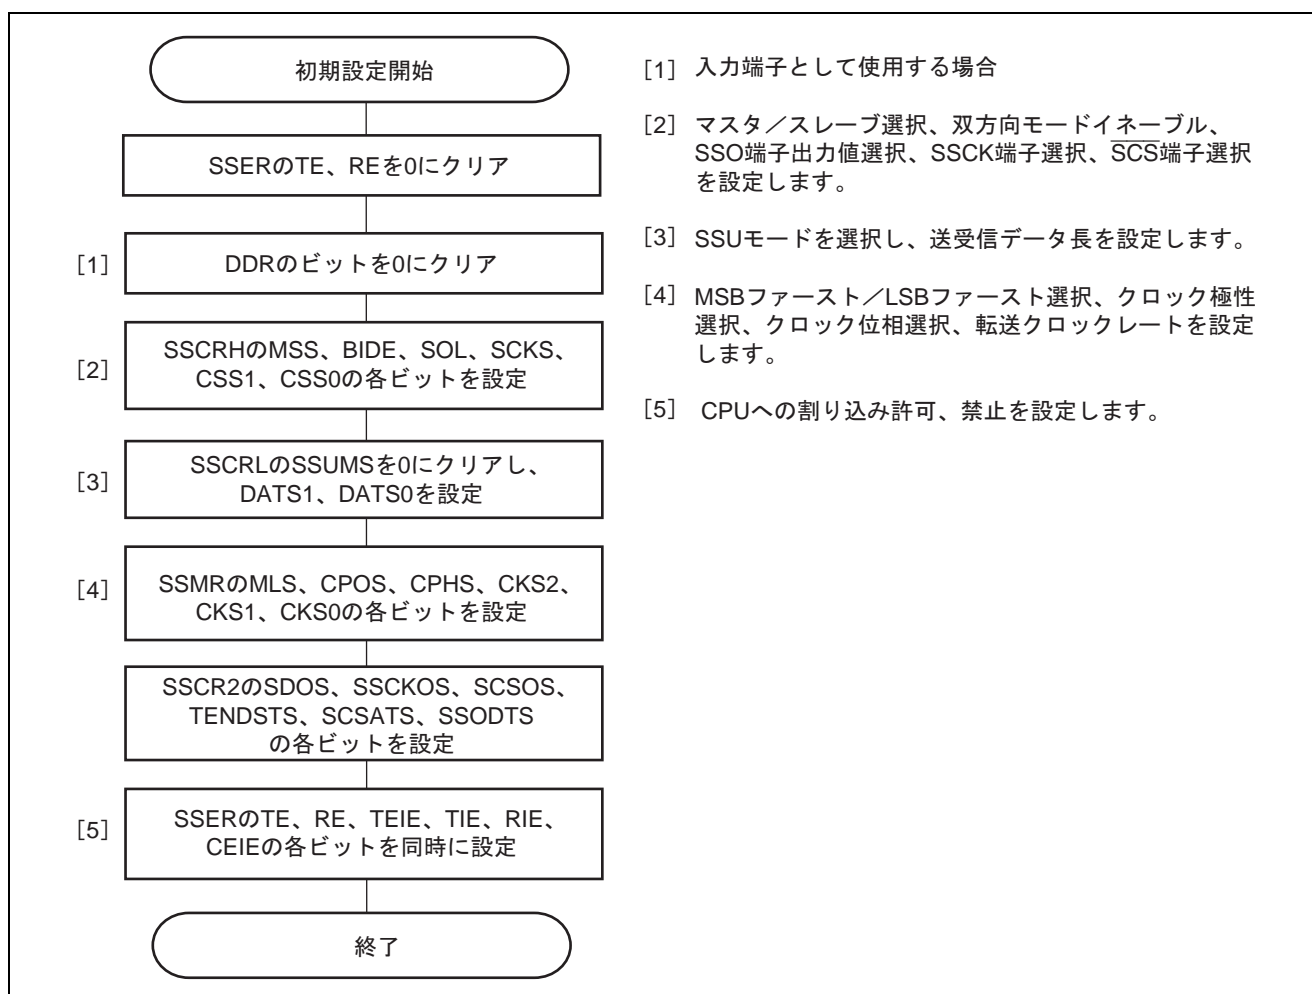 初期設定開始
SSERのTE、REを0にクリア
[1]
DDRのビットを0にクリア
[2]
SSCRHのMSS、BIDE、SOL、SCKS、
CSS1、CSS0の各ビットを設定
[3]
SSCRLのSSUMSを0にクリアし、
DATS1、DATS0を設定
[4]
SSMRのMLS、CPOS、CPHS、CKS2、
CKS1、CKS0の各ビットを設定
SSCR2のSDOS、SSCKOS、SCSOS、
TENDSTS、SCSATS、SSODTS
の各ビットを設定
[5]
SSERのTE、RE、TEIE、TIE、RIE、
CEIEの各ビットを同時に設定
終了
[1] 入力端子として使用する場合
[2] マスタ／スレーブ選択、双方向モードイネーブル、
SSO端子出力値選択、SSCK端子選択、SCS端子選択
を設定します。
[3] SSUモードを選択し、送受信データ長を設定します。
[4] MSBファースト／LSBファースト選択、クロック極性
選択、クロック位相選択、転送クロックレートを設定
します。
[5] CPUへの割り込み許可、禁止を設定します。